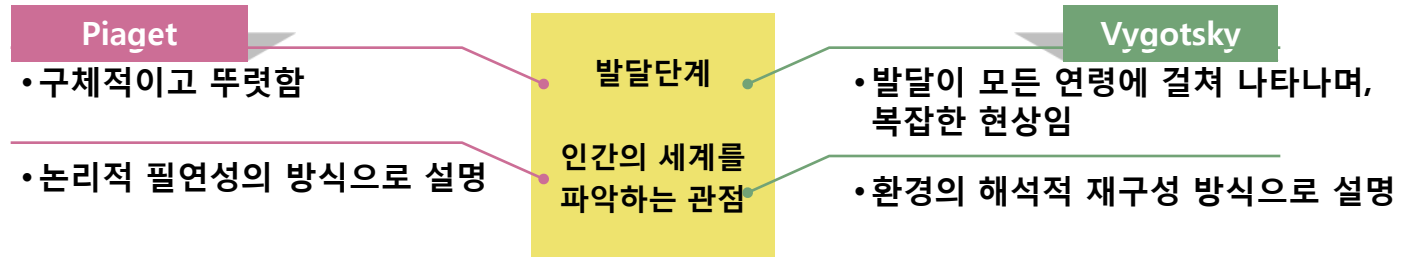 Piaget
Vygotsky
발달단계
• 구체적이고 뚜렷함
• 발달이 모든 연령에 걸쳐 나타나며,
복잡한 현상임
인간의 세계를
파악하는 관점
• 논리적 필연성의 방식으로 설명
• 환경의 해석적 재구성 방식으로 설명